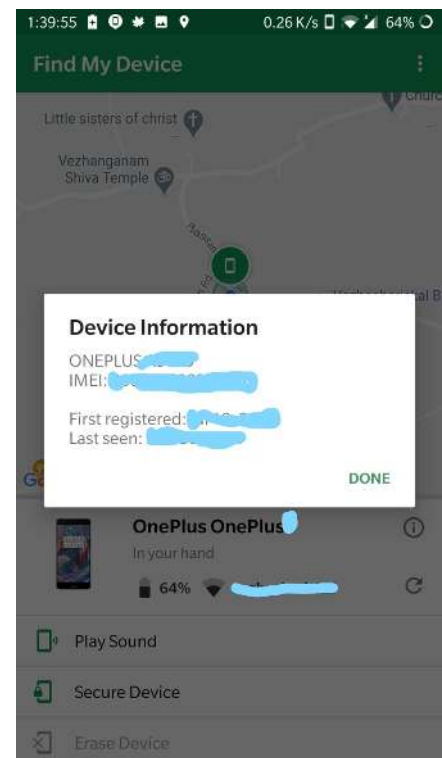 1:39:55
0.26 K/s
64%
Find My Device
Little sisters of christ
Vezhanganam
Shiva Temple
Device Information
ONEPLUS
IMEI:
First registered:
Last seen:
DONE
OnePlus OnePlus
In your hand
64%
Play Sound
Secure Device
Erase Device